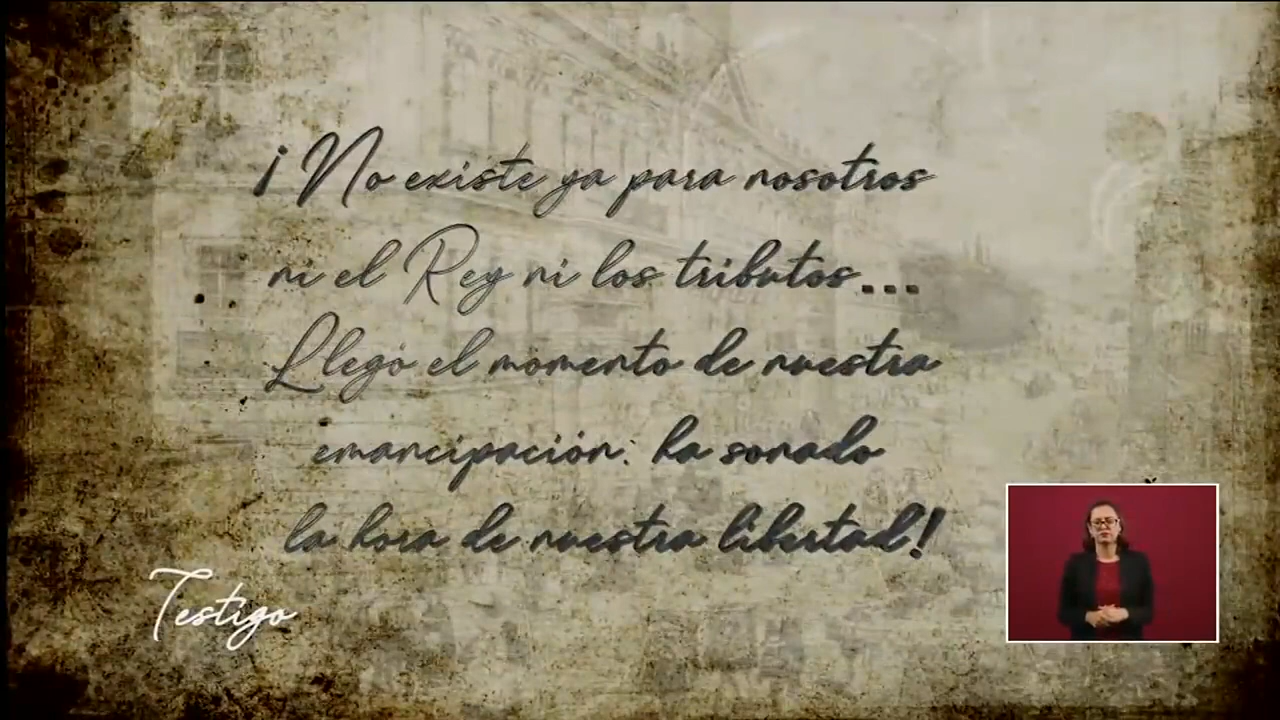 ¡No existe ya para nosotros
ni el Rey ni los tributos...
Llegó el momento de nuestra
emancipación: ha sonado
la hora de nuestra libertad!
Testigo